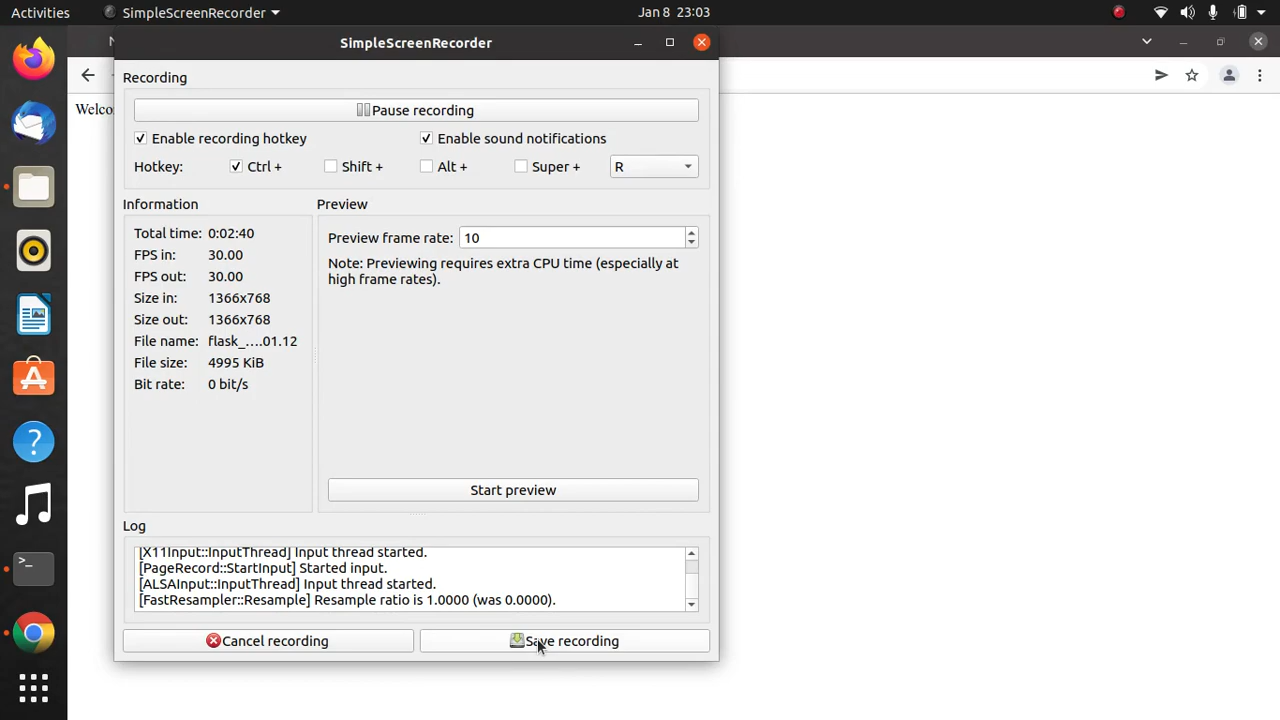 Activities SimpleScreenRecorder Jan 8 23:03
SimpleScreenRecorder
Recording
Pause recording
Enable recording hotkey Enable sound notifications
Hotkey: Ctrl + Shift + Alt + Super + R
Information
Total time: 0:02:40
FPS in: 30.00
FPS out: 30.00
Size in: 1366x768
Size out: 1366x768
File name: flask_....01.12
File size: 4995 KiB
Bit rate: 0 bit/s
Preview
Preview frame rate: 10
Note: Previewing requires extra CPU time (especially at
high frame rates).
Start preview
Log
[X11Input::InputThread] Input thread started.
[PageRecord::StartInput] Started input.
[ALSAInput::InputThread] Input thread started.
[FastResampler::Resample] Resample ratio is 1.0000 (was 0.0000).
Cancel recording Save recording